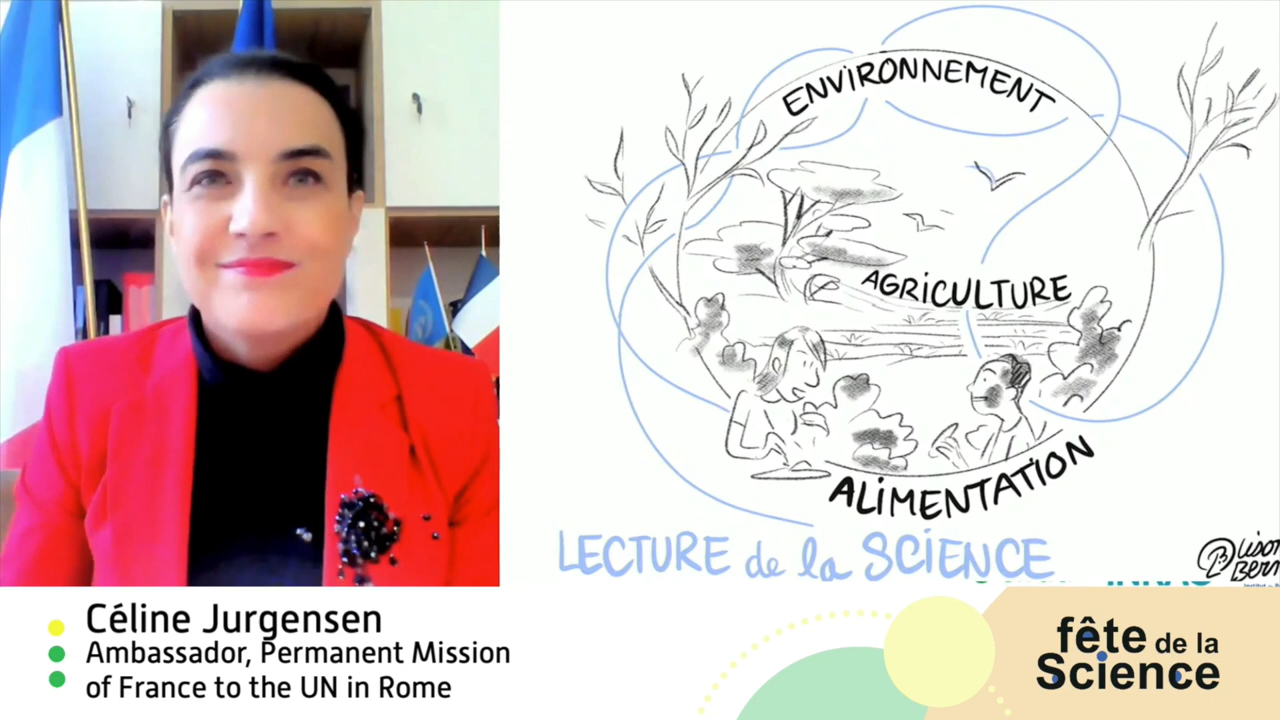 ENVIRONNEMENT
AGRICULTURE
ALIMENTATION
LECTURE de la SCIENCE
Céline Jurgensen
Ambassador, Permanent Mission
of France to the UN in Rome
fête de la
Science